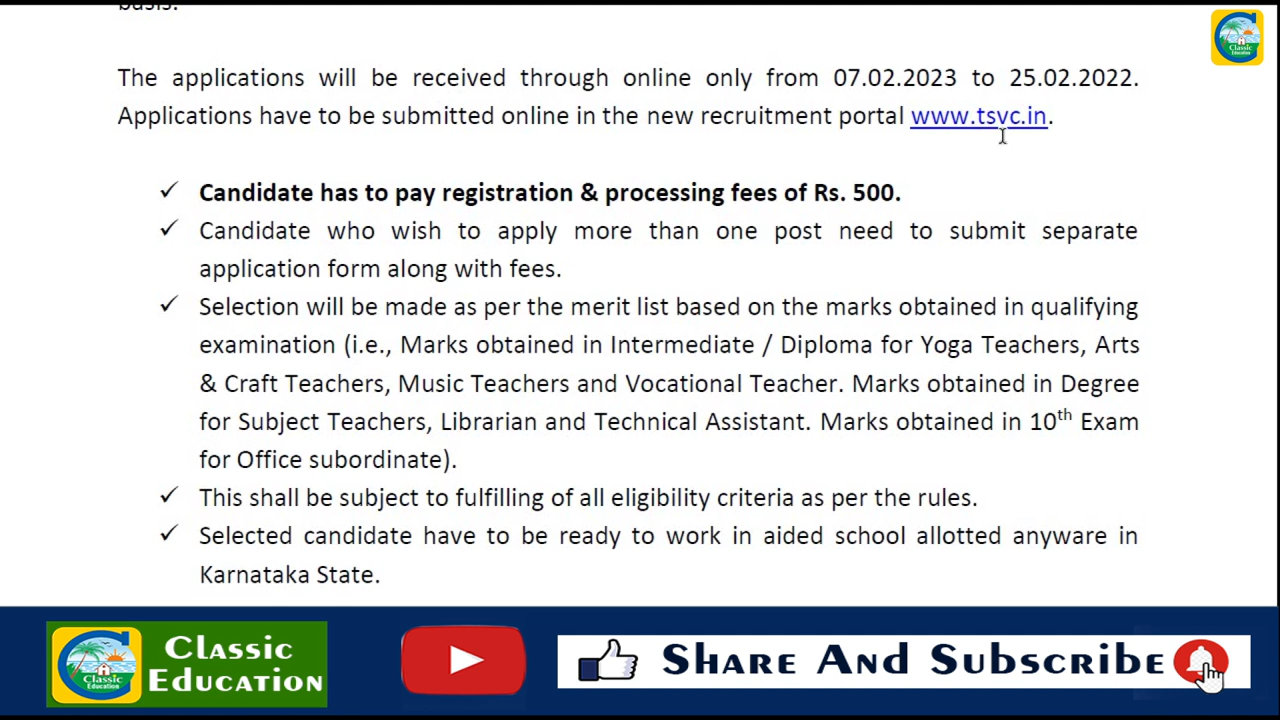 basis.
Classic
Education
The applications will be received through online only from 07.02.2023 to 25.02.2022.
Applications have to be submitted online in the new recruitment portal www.tsvc.in.
✓ Candidate has to pay registration & processing fees of Rs. 500.
✓ Candidate who wish to apply more than one post need to submit separate
application form along with fees.
✓ Selection will be made as per the merit list based on the marks obtained in qualifying
examination (i.e., Marks obtained in Intermediate / Diploma for Yoga Teachers, Arts
& Craft Teachers, Music Teachers and Vocational Teacher. Marks obtained in Degree
for Subject Teachers, Librarian and Technical Assistant. Marks obtained in 10th Exam
for Office subordinate).
✓ This shall be subject to fulfilling of all eligibility criteria as per the rules.
✓ Selected candidate have to be ready to work in aided school allotted anyware in
Karnataka State.
Classic
Education
Classic
Education
Share And Subscribe